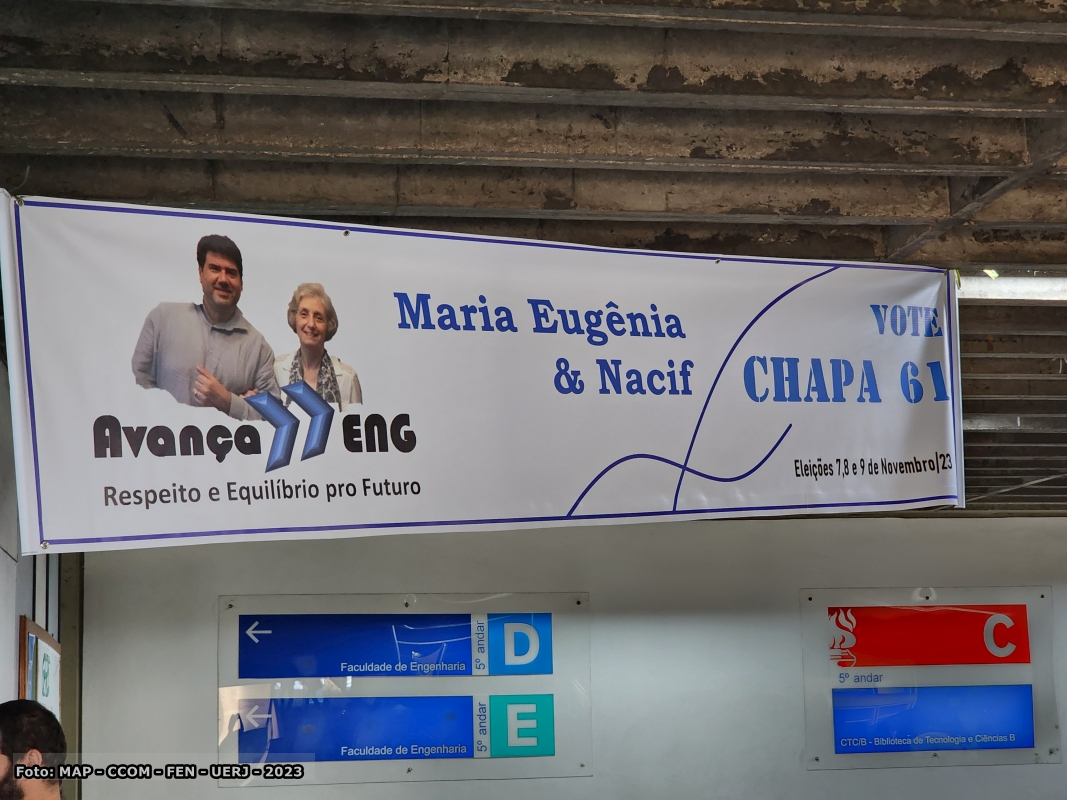 Maria Eugênia
& Nacif
VOTE
CHAPA 61
Avança ENG
Respeito e Equilíbrio pro Futuro
Eleições 7,8 e 9 de Novembro|23
Faculdade de Engenharia
5º andar
D
Faculdade de Engenharia
5º andar
E
C
5º andar
CTC/B - Biblioteca de Tecnologia e Ciências B
Foto: MAP - CCOM - FEN - UERJ - 2023